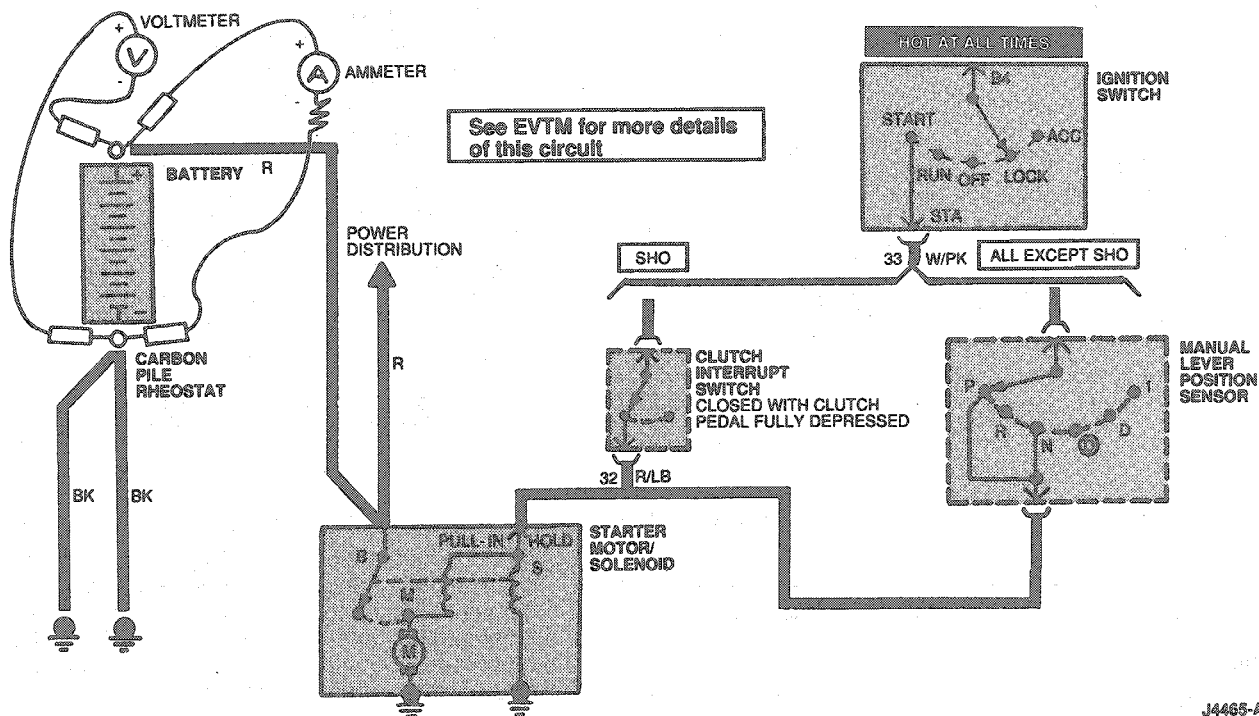 VOLTMETER
+
V
-
+
A
AMMETER
-
HOT AT ALL TIMES
B4
IGNITION
SWITCH
START
ACC
RUN
OFF
LOCK
STA
See EVTM for more details
of this circuit
BATTERY
R
+
-
POWER
DISTRIBUTION
R
SHO
33
W/PK
ALL EXCEPT SHO
CARBON
PILE
RHEOSTAT
CLUTCH
INTERRUPT
SWITCH
CLOSED WITH CLUTCH
PEDAL FULLY DEPRESSED
MANUAL
LEVER
POSITION
SENSOR
P
R
N
D
D
1
BK
BK
32
R/LB
PULL-IN
HOLD
B
S
M
M
STARTER
MOTOR/
SOLENOID